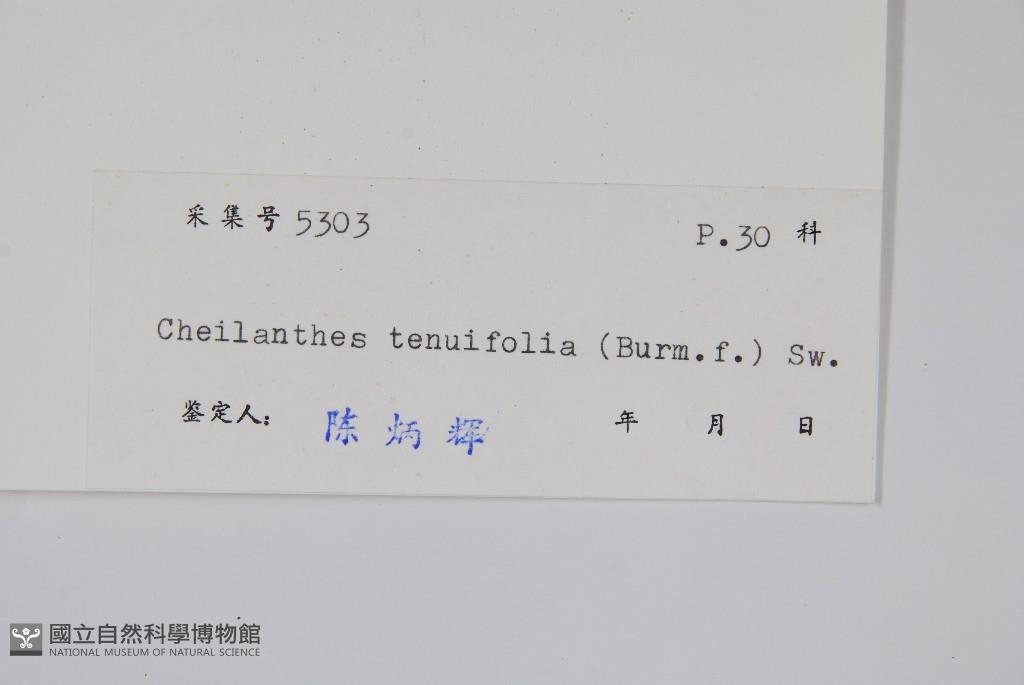 采集号 5303 P.30 科
Cheilanthes tenuifolia (Burm.f.) Sw.
鉴定人: 陈炳辉 年 月 日
國立自然科學博物館
NATIONAL MUSEUM OF NATURAL SCIENCE